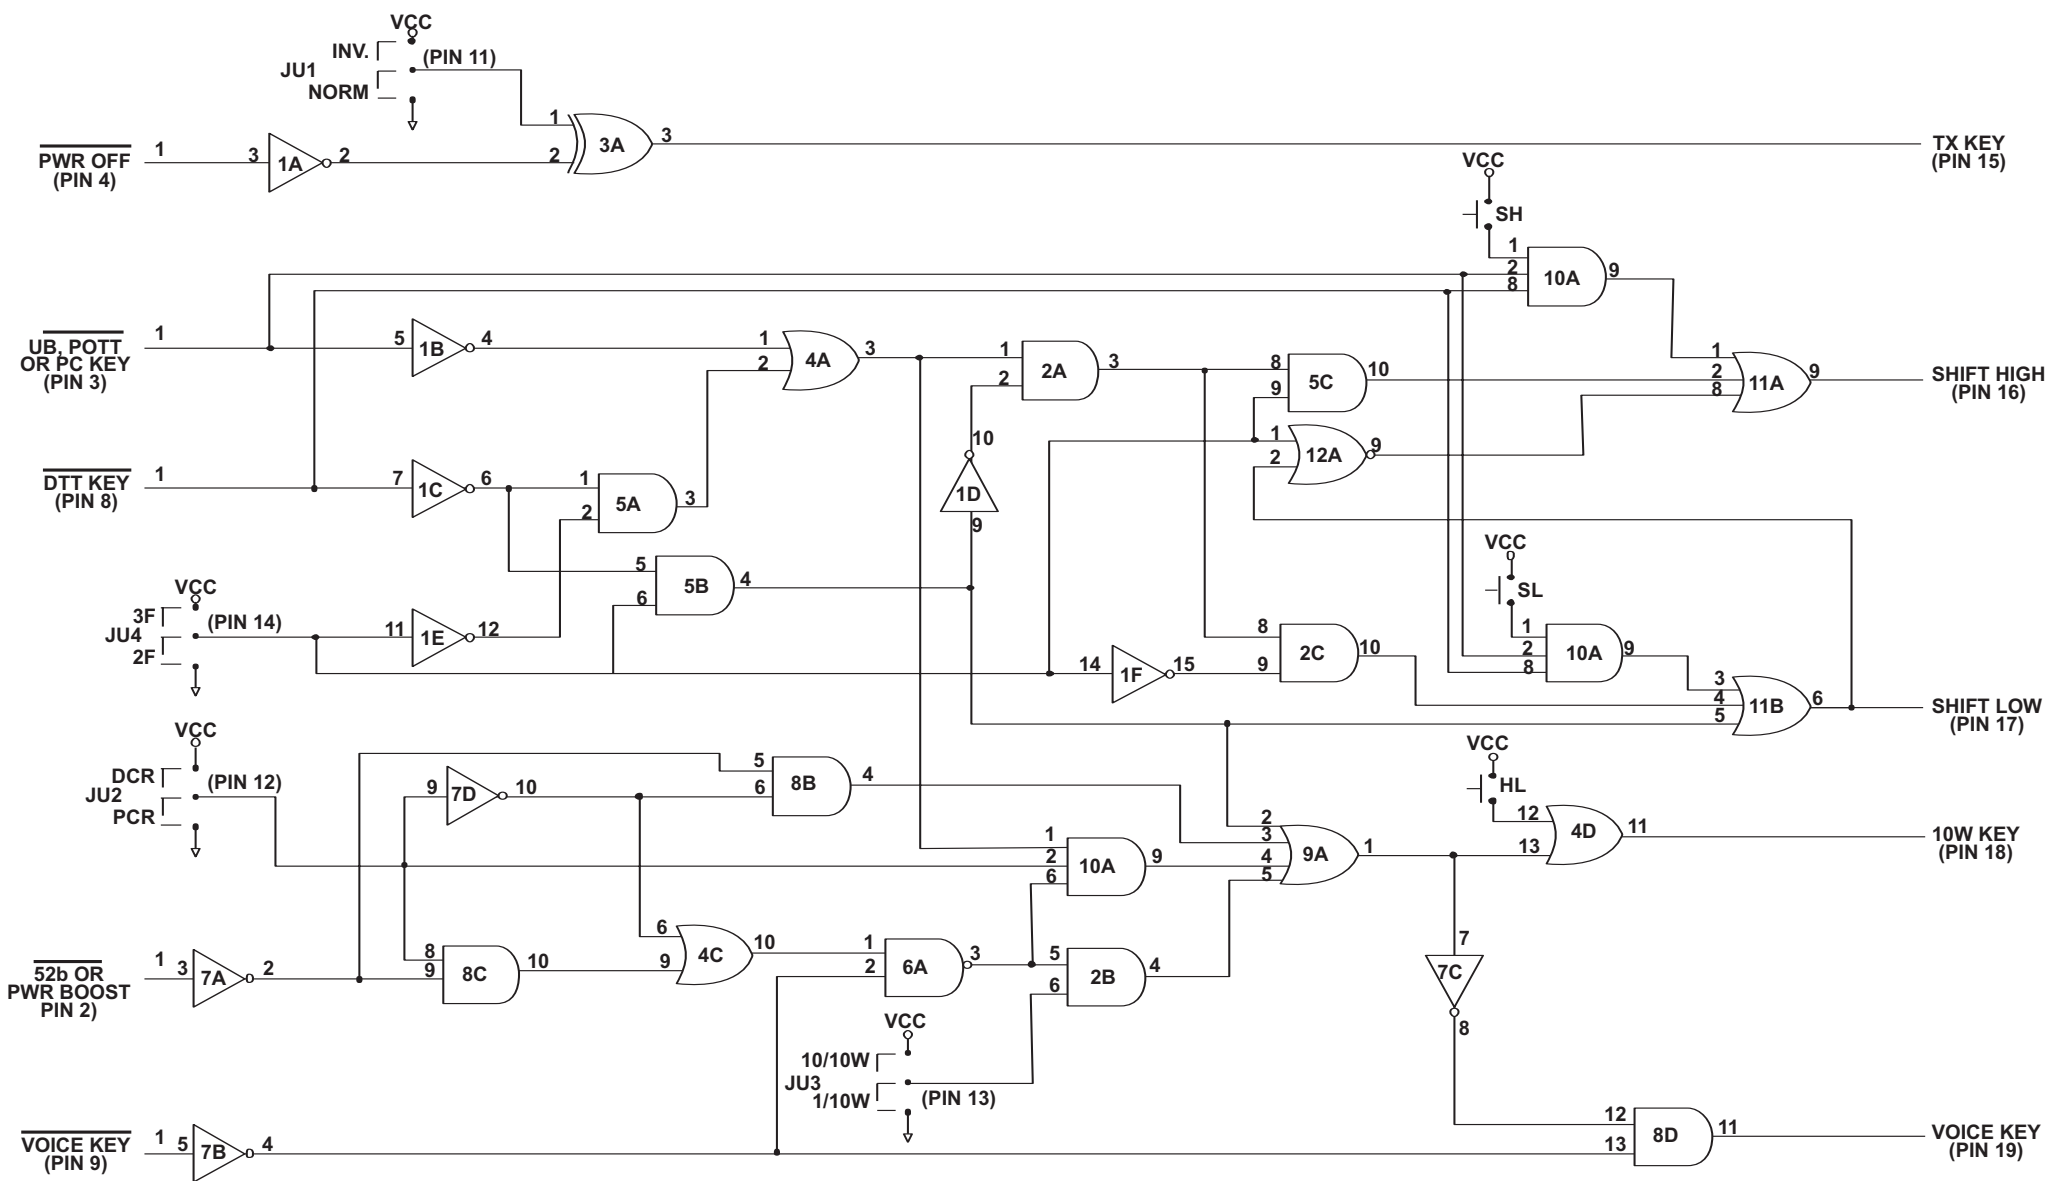 VCC
INV.
JU1
(PIN 11)
NORM
PWR OFF
(PIN 4)
1
3
1A
2
1
2
3A
3
TX KEY
(PIN 15)
VCC
SH
1
2
8
10A
9
UB, POTT
OR PC KEY
(PIN 3)
1
5
1B
4
1
2
4A
3
1
2
2A
3
8
9
5C
10
1
2
8
11A
9
SHIFT HIGH
(PIN 16)
10
1D
9
1
2
12A
9
DTT KEY
(PIN 8)
1
7
1C
6
1
2
5A
3
5
6
5B
4
VCC
SL
1
2
8
10A
9
VCC
3F
JU4
2F
(PIN 14)
11
1E
12
14
1F
15
8
9
2C
10
3
4
5
11B
6
SHIFT LOW
(PIN 17)
VCC
DCR
JU2
PCR
(PIN 12)
9
7D
10
5
6
8B
4
VCC
HL
12
13
4D
11
10W KEY
(PIN 18)
1
2
6
10A
9
2
3
4
5
9A
1
52b OR
PWR BOOST
PIN 2)
1
3
7A
2
8
9
8C
10
6
9
4C
10
1
2
6A
3
5
6
2B
4
7
7C
8
VCC
10/10W
JU3
1/10W
(PIN 13)
VOICE KEY
(PIN 9)
1
5
7B
4
12
13
8D
11
VOICE KEY
(PIN 19)